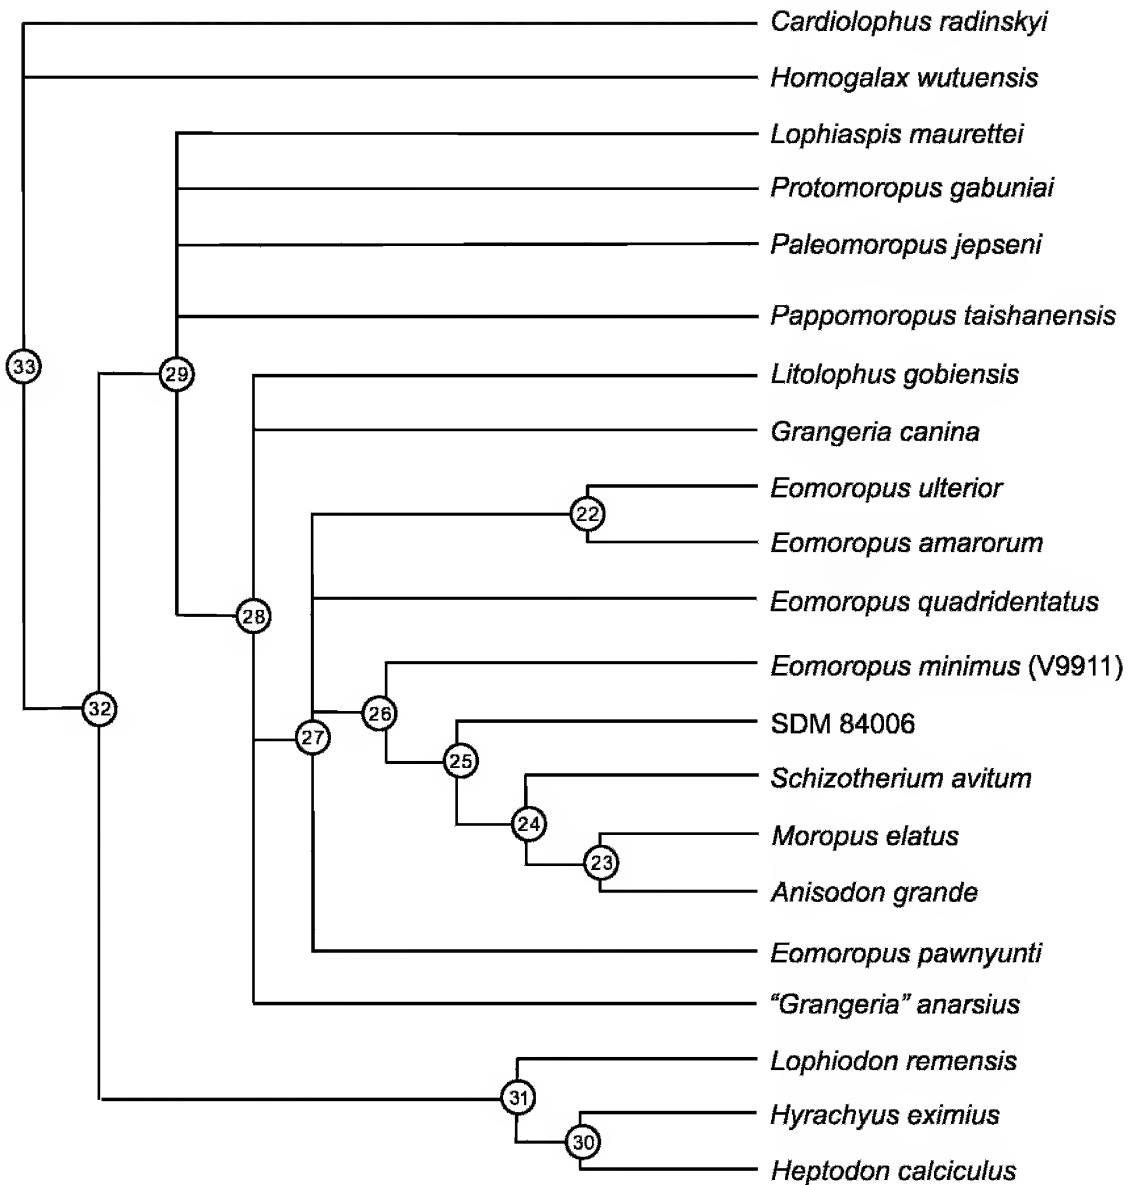 Cardiolophus radinskyi
Homogalax wutuensis
Lophiaspis maurettei
Protomoropus gabuniai
Paleomoropus jepseni
Pappomoropus taishanensis
33
29
Litolophus gobiensis
Grangeria canina
Eomoropus ulterior
22
Eomoropus amarorum
Eomoropus quadridentatus
28
Eomoropus minimus (V9911)
32
26
SDM 84006
27
25
Schizotherium avitum
24
Moropus elatus
23
Anisodon grande
Eomoropus pawnyunti
“Grangeria” anarsius
Lophiodon remensis
31
Hyrachyus eximius
30
Heptodon calciculus